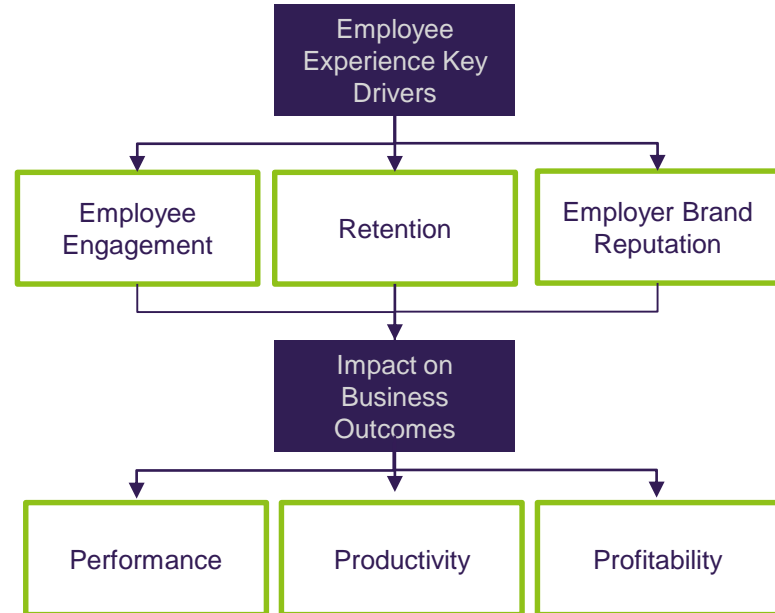 Employee
Experience Key
Drivers
Employee
Engagement
Retention
Employer Brand
Reputation
Impact on
Business
Outcomes
Performance
Productivity
Profitability